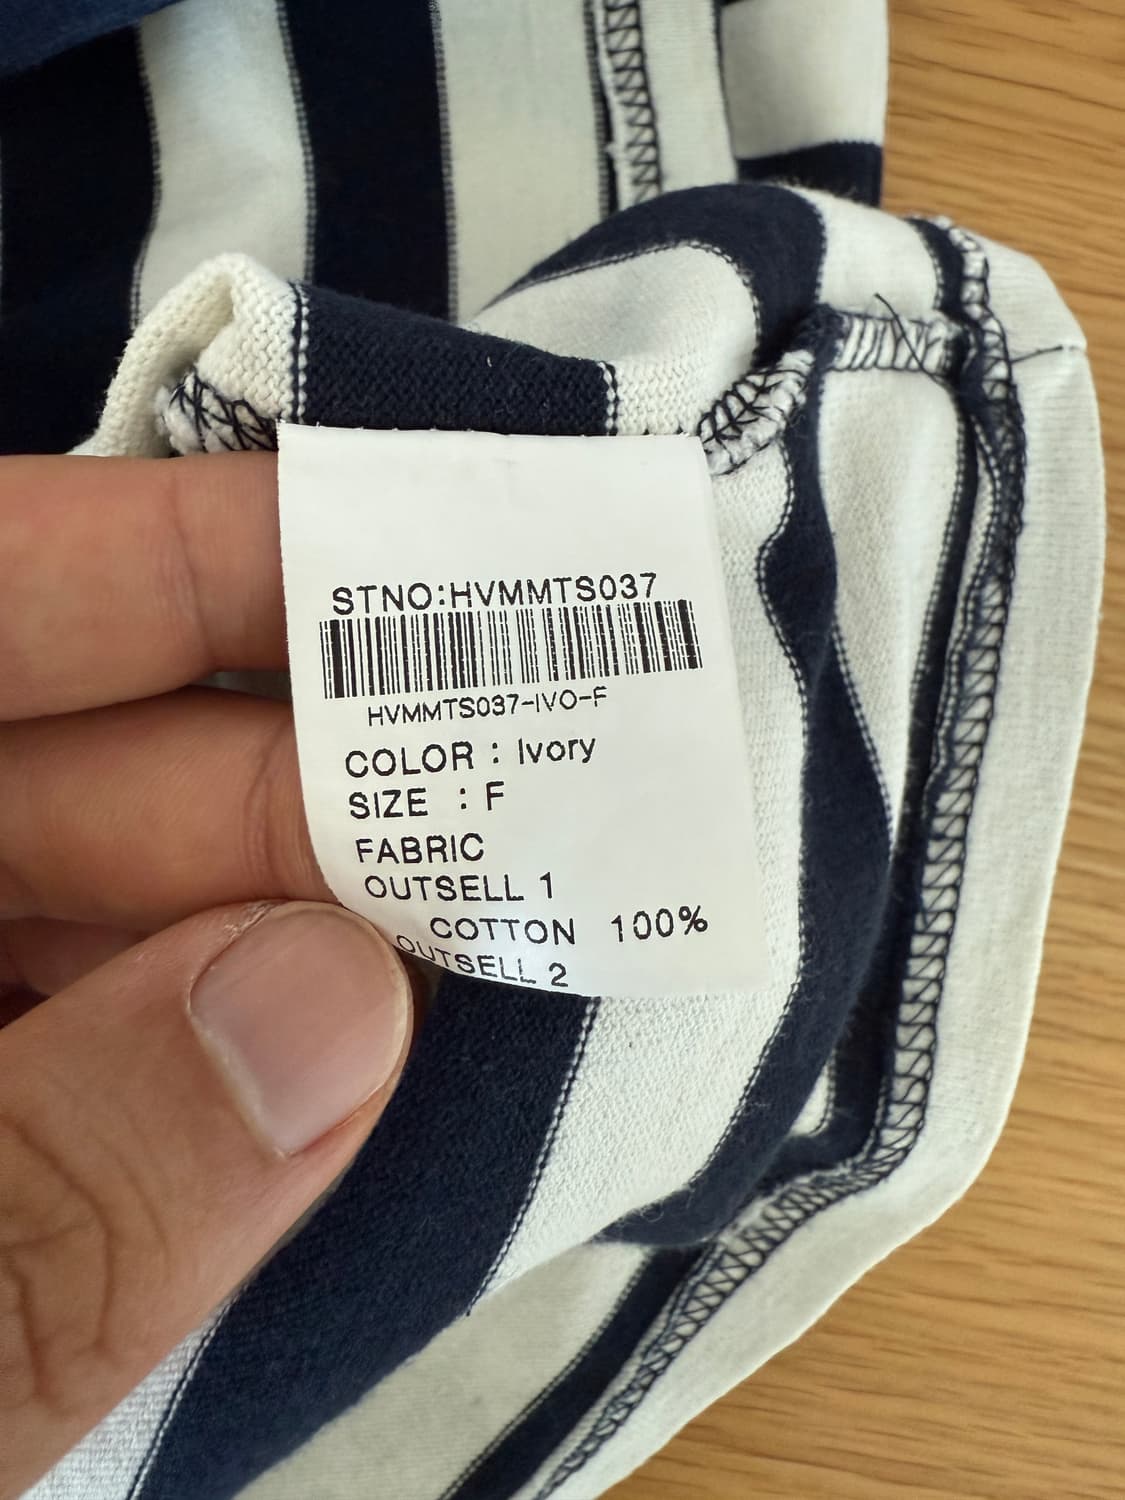 STNO:HVMMTS037
HVMMTS037-IVO-F
COLOR : Ivory
SIZE : F
FABRIC
OUTSELL 1
COTTON 100%
OUTSELL 2